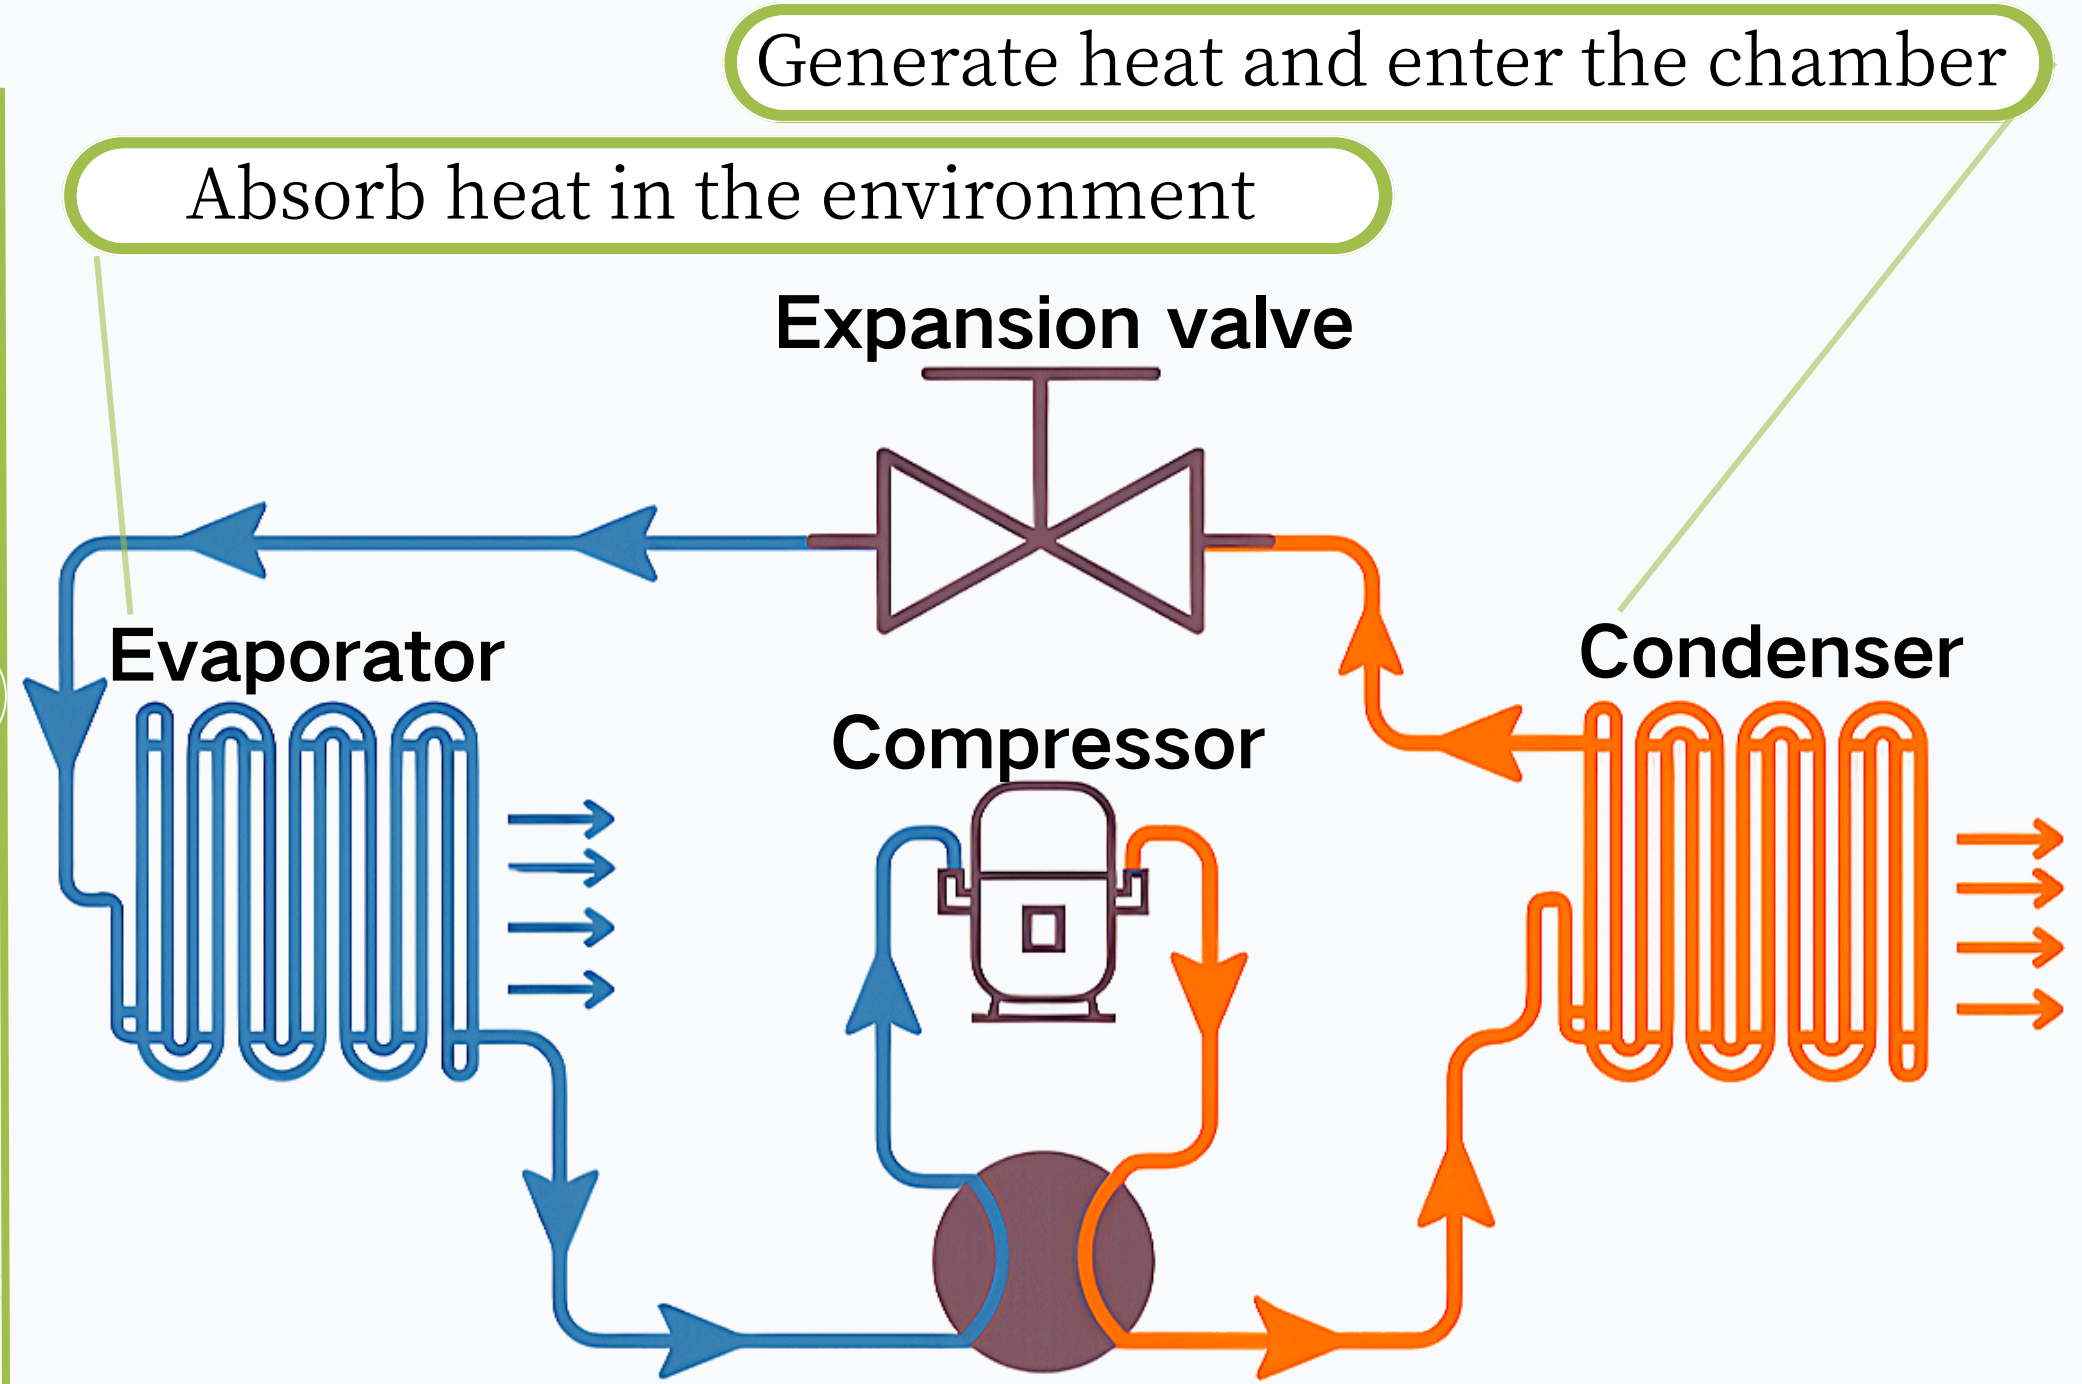 Generate heat and enter the chamber
Absorb heat in the environment
Expansion valve
Evaporator
Condenser
Compressor